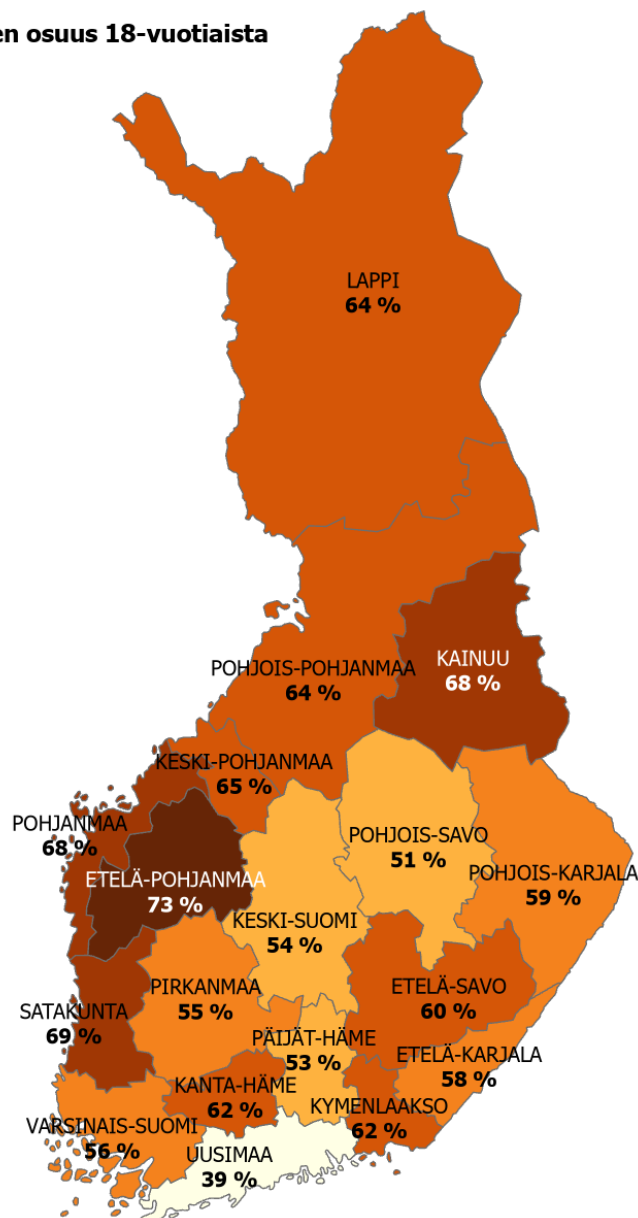 en osuus 18-vuotiaista
LAPPI
64 %
POHJOIS-POHJANMAA
64 %
KAINUU
68 %
KESKI-POHJANMAA
65 %
POHJANMAA
68 %
ETELÄ-POHJANMAA
73 %
POHJOIS-SAVO
51 %
POHJOIS-KARJALA
59 %
KESKI-SUOMI
54 %
PIRKANMAA
55 %
ETELÄ-SAVO
60 %
SATAKUNTA
69 %
PÄIJÄT-HÄME
53 %
ETELÄ-KARJALA
58 %
KANTA-HÄME
62 %
KYMENLAAKSO
62 %
VARSINAIS-SUOMI
56 %
UUSIMAA
39 %